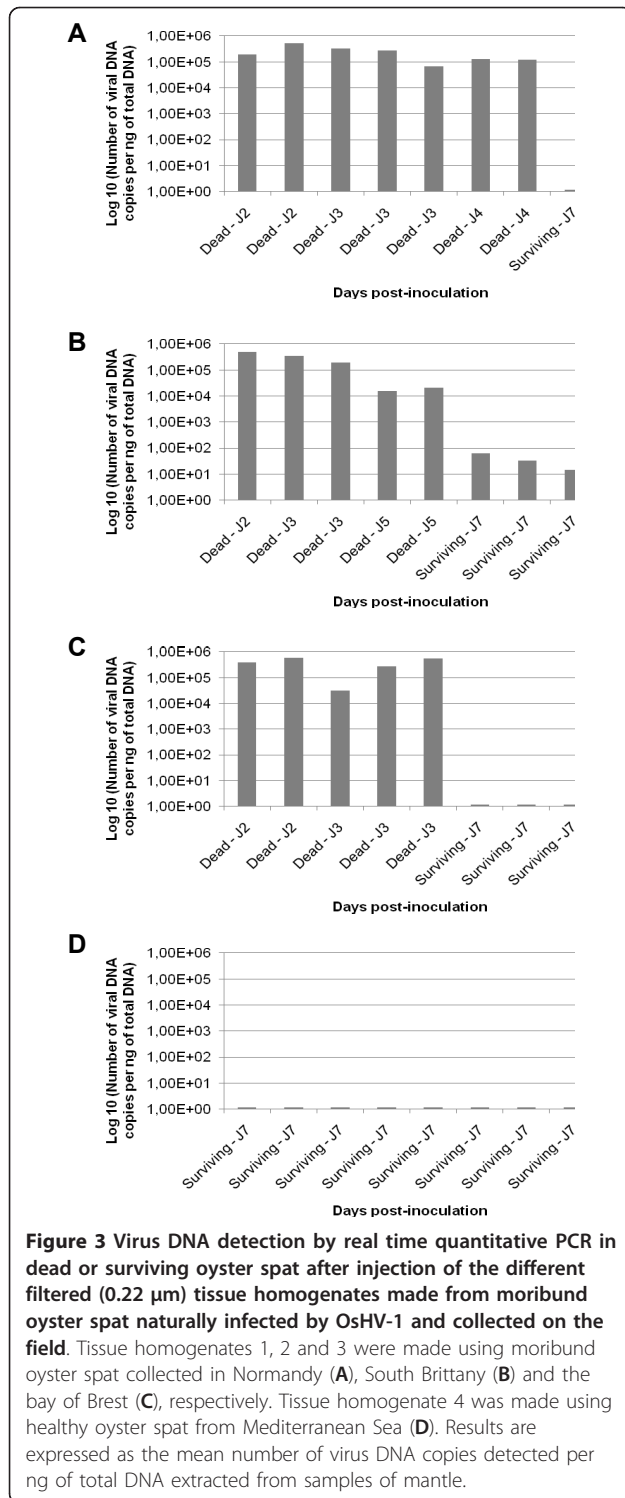 A
Log 10 (Number of viral DNA
copies per ng of total DNA)
1,00E+06
1,00E+05
1,00E+04
1,00E+03
1,00E+02
1,00E+01
1,00E+00
Dead - J2
Dead - J2
Dead - J3
Dead - J3
Dead - J3
Dead - J4
Dead - J4
Surviving - J7
Days post-inoculation
B
Log 10 (Number of viral DNA
copies per ng of total DNA)
1,00E+06
1,00E+05
1,00E+04
1,00E+03
1,00E+02
1,00E+01
1,00E+00
Dead - J2
Dead - J3
Dead - J3
Dead - J5
Dead - J5
Surviving - J7
Surviving - J7
Surviving - J7
Days post-inoculation
C
Log 10 (Number of viral DNA
copies per ng of total DNA)
1,00E+06
1,00E+05
1,00E+04
1,00E+03
1,00E+02
1,00E+01
1,00E+00
Dead - J2
Dead - J2
Dead - J3
Dead - J3
Dead - J3
Surviving - J7
Surviving - J7
Surviving - J7
Days post-inoculation
D
Log 10 (Number of viral DNA
copies per ng of total DNA)
1,00E+06
1,00E+05
1,00E+04
1,00E+03
1,00E+02
1,00E+01
1,00E+00
Surviving - J7
Surviving - J7
Surviving - J7
Surviving - J7
Surviving - J7
Surviving - J7
Surviving - J7
Surviving - J7
Days post-inoculation
Figure 3 Virus DNA detection by real time quantitative PCR in
dead or surviving oyster spat after injection of the different
filtered (0.22 μm) tissue homogenates made from moribund
oyster spat naturally infected by OsHV-1 and collected on the
field. Tissue homogenates 1, 2 and 3 were made using moribund
oyster spat collected in Normandy (A), South Brittany (B) and the
bay of Brest (C), respectively. Tissue homogenate 4 was made using
healthy oyster spat from Mediterranean Sea (D). Results are
expressed as the mean number of virus DNA copies detected per
ng of total DNA extracted from samples of mantle.